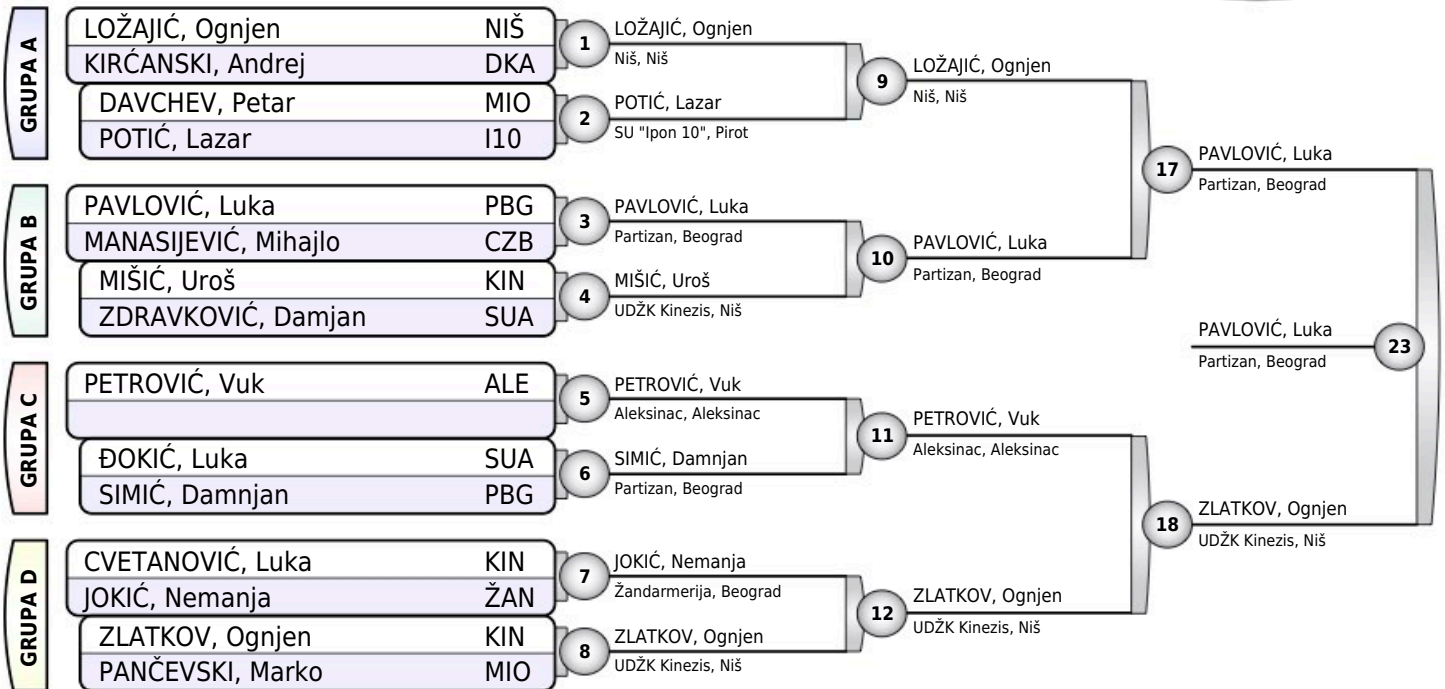 GRUPA A
LOŽAJIĆ, Ognjen NIŠ
KIRĆANSKI, Andrej DKA
DAVCHEV, Petar MIO
POTIĆ, Lazar I10
GRUPA B
PAVLOVIĆ, Luka PBG
MANASIJEVIĆ, Mihajlo CZB
MIŠIĆ, Uroš KIN
ZDRAVKOVIĆ, Damjan SUA
GRUPA C
PETROVIĆ, Vuk ALE
ĐOKIĆ, Luka SUA
SIMIĆ, Damnjan PBG
GRUPA D
CVETANOVIĆ, Luka KIN
JOKIĆ, Nemanja ŽAN
ZLATKOV, Ognjen KIN
PANČEVSKI, Marko MIO
1
LOŽAJIĆ, Ognjen
Niš, Niš
2
POTIĆ, Lazar
SU "Ipon 10", Pirot
3
PAVLOVIĆ, Luka
Partizan, Beograd
4
MIŠIĆ, Uroš
UDŽK Kinezis, Niš
5
PETROVIĆ, Vuk
Aleksinac, Aleksinac
6
SIMIĆ, Damnjan
Partizan, Beograd
7
JOKIĆ, Nemanja
Žandarmerija, Beograd
8
ZLATKOV, Ognjen
UDŽK Kinezis, Niš
9
LOŽAJIĆ, Ognjen
Niš, Niš
10
PAVLOVIĆ, Luka
Partizan, Beograd
11
PETROVIĆ, Vuk
Aleksinac, Aleksinac
12
ZLATKOV, Ognjen
UDŽK Kinezis, Niš
17
PAVLOVIĆ, Luka
Partizan, Beograd
18
ZLATKOV, Ognjen
UDŽK Kinezis, Niš
PAVLOVIĆ, Luka
Partizan, Beograd
23